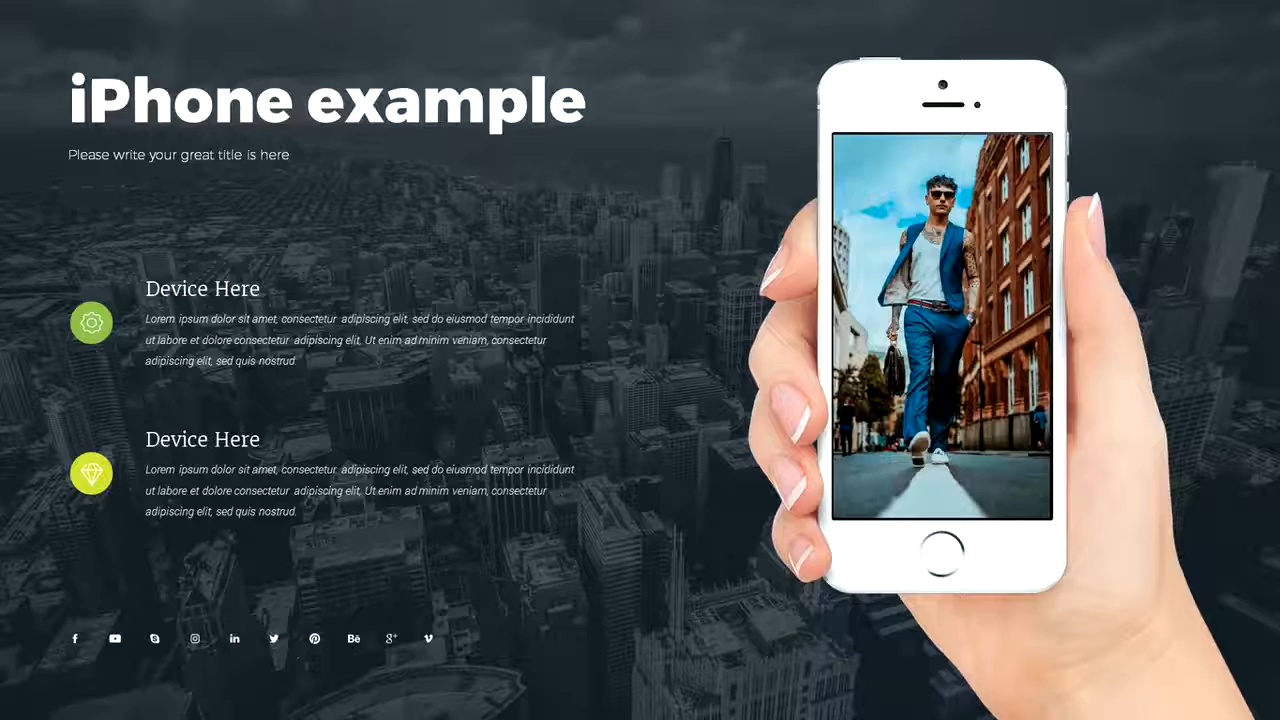 iPhone example
Please write your great title is here
Device Here
Lorem ipsum dolor sit amet, consectetur adipiscing elit, sed do eiusmod tempor incididunt
ut labore et dolore consectetur adipiscing elit, Ut enim ad minim veniam, consectetur
adipiscing elit, sed quis nostrud.
Device Here
Lorem ipsum dolor sit amet, consectetur adipiscing elit, sed do eiusmod tempor incididunt
ut labore et dolore consectetur adipiscing elit, Ut enim ad minim veniam, consectetur
adipiscing elit, sed quis nostrud.